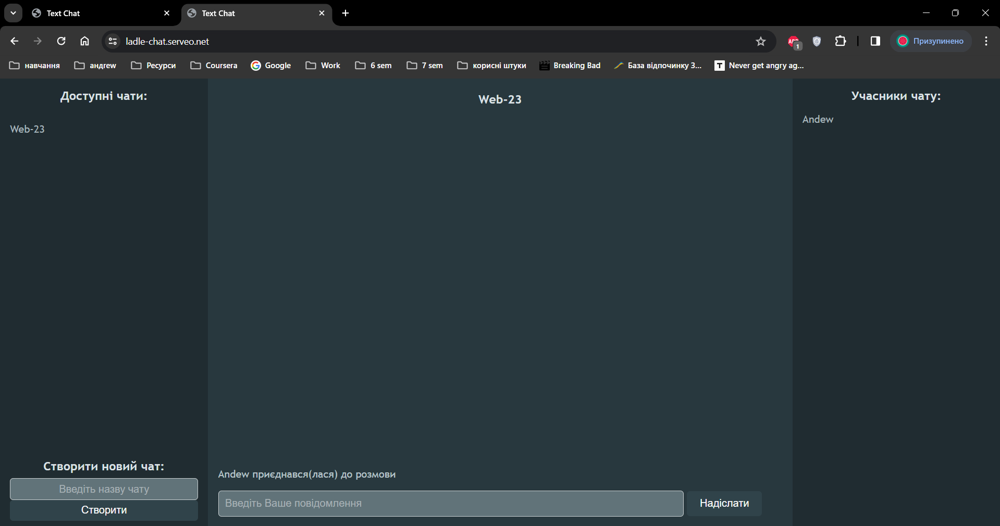 Text Chat
Text Chat
ladle-chat.serveo.net
ABP
1
Призупинено
навчання
андrew
Ресурси
Coursera
Google
Work
6 sem
7 sem
корисні штуки
Breaking Bad
База відпочинку З...
Never get angry ag...
Доступні чати:
Web-23
Web-23
Учасники чату:
Andew
Створити новий чат:
Введіть назву чату
Створити
Andew приєднався(лася) до розмови
Введіть Ваше повідомлення
Надіслати